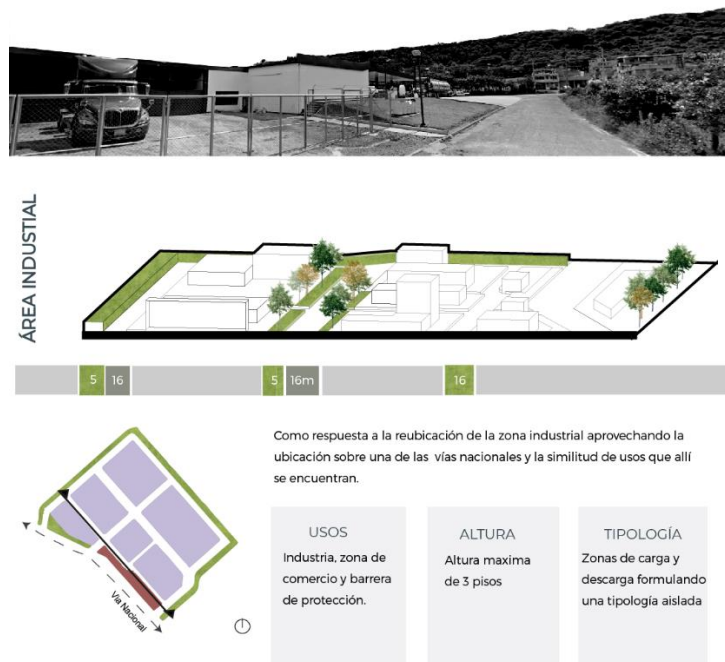 ÁREA INDUSTIAL
5 16 5 16m 16
Como respuesta a la reubicación de la zona industrial aprovechando la
ubicación sobre una de las vías nacionales y la similitud de usos que allí
se encuentran.
Vía Nacional
USOS
Industria, zona de
comercio y barrera
de protección.
ALTURA
Altura maxima
de 3 pisos
TIPOLOGÍA
Zonas de carga y
descarga formulando
una tipología aislada